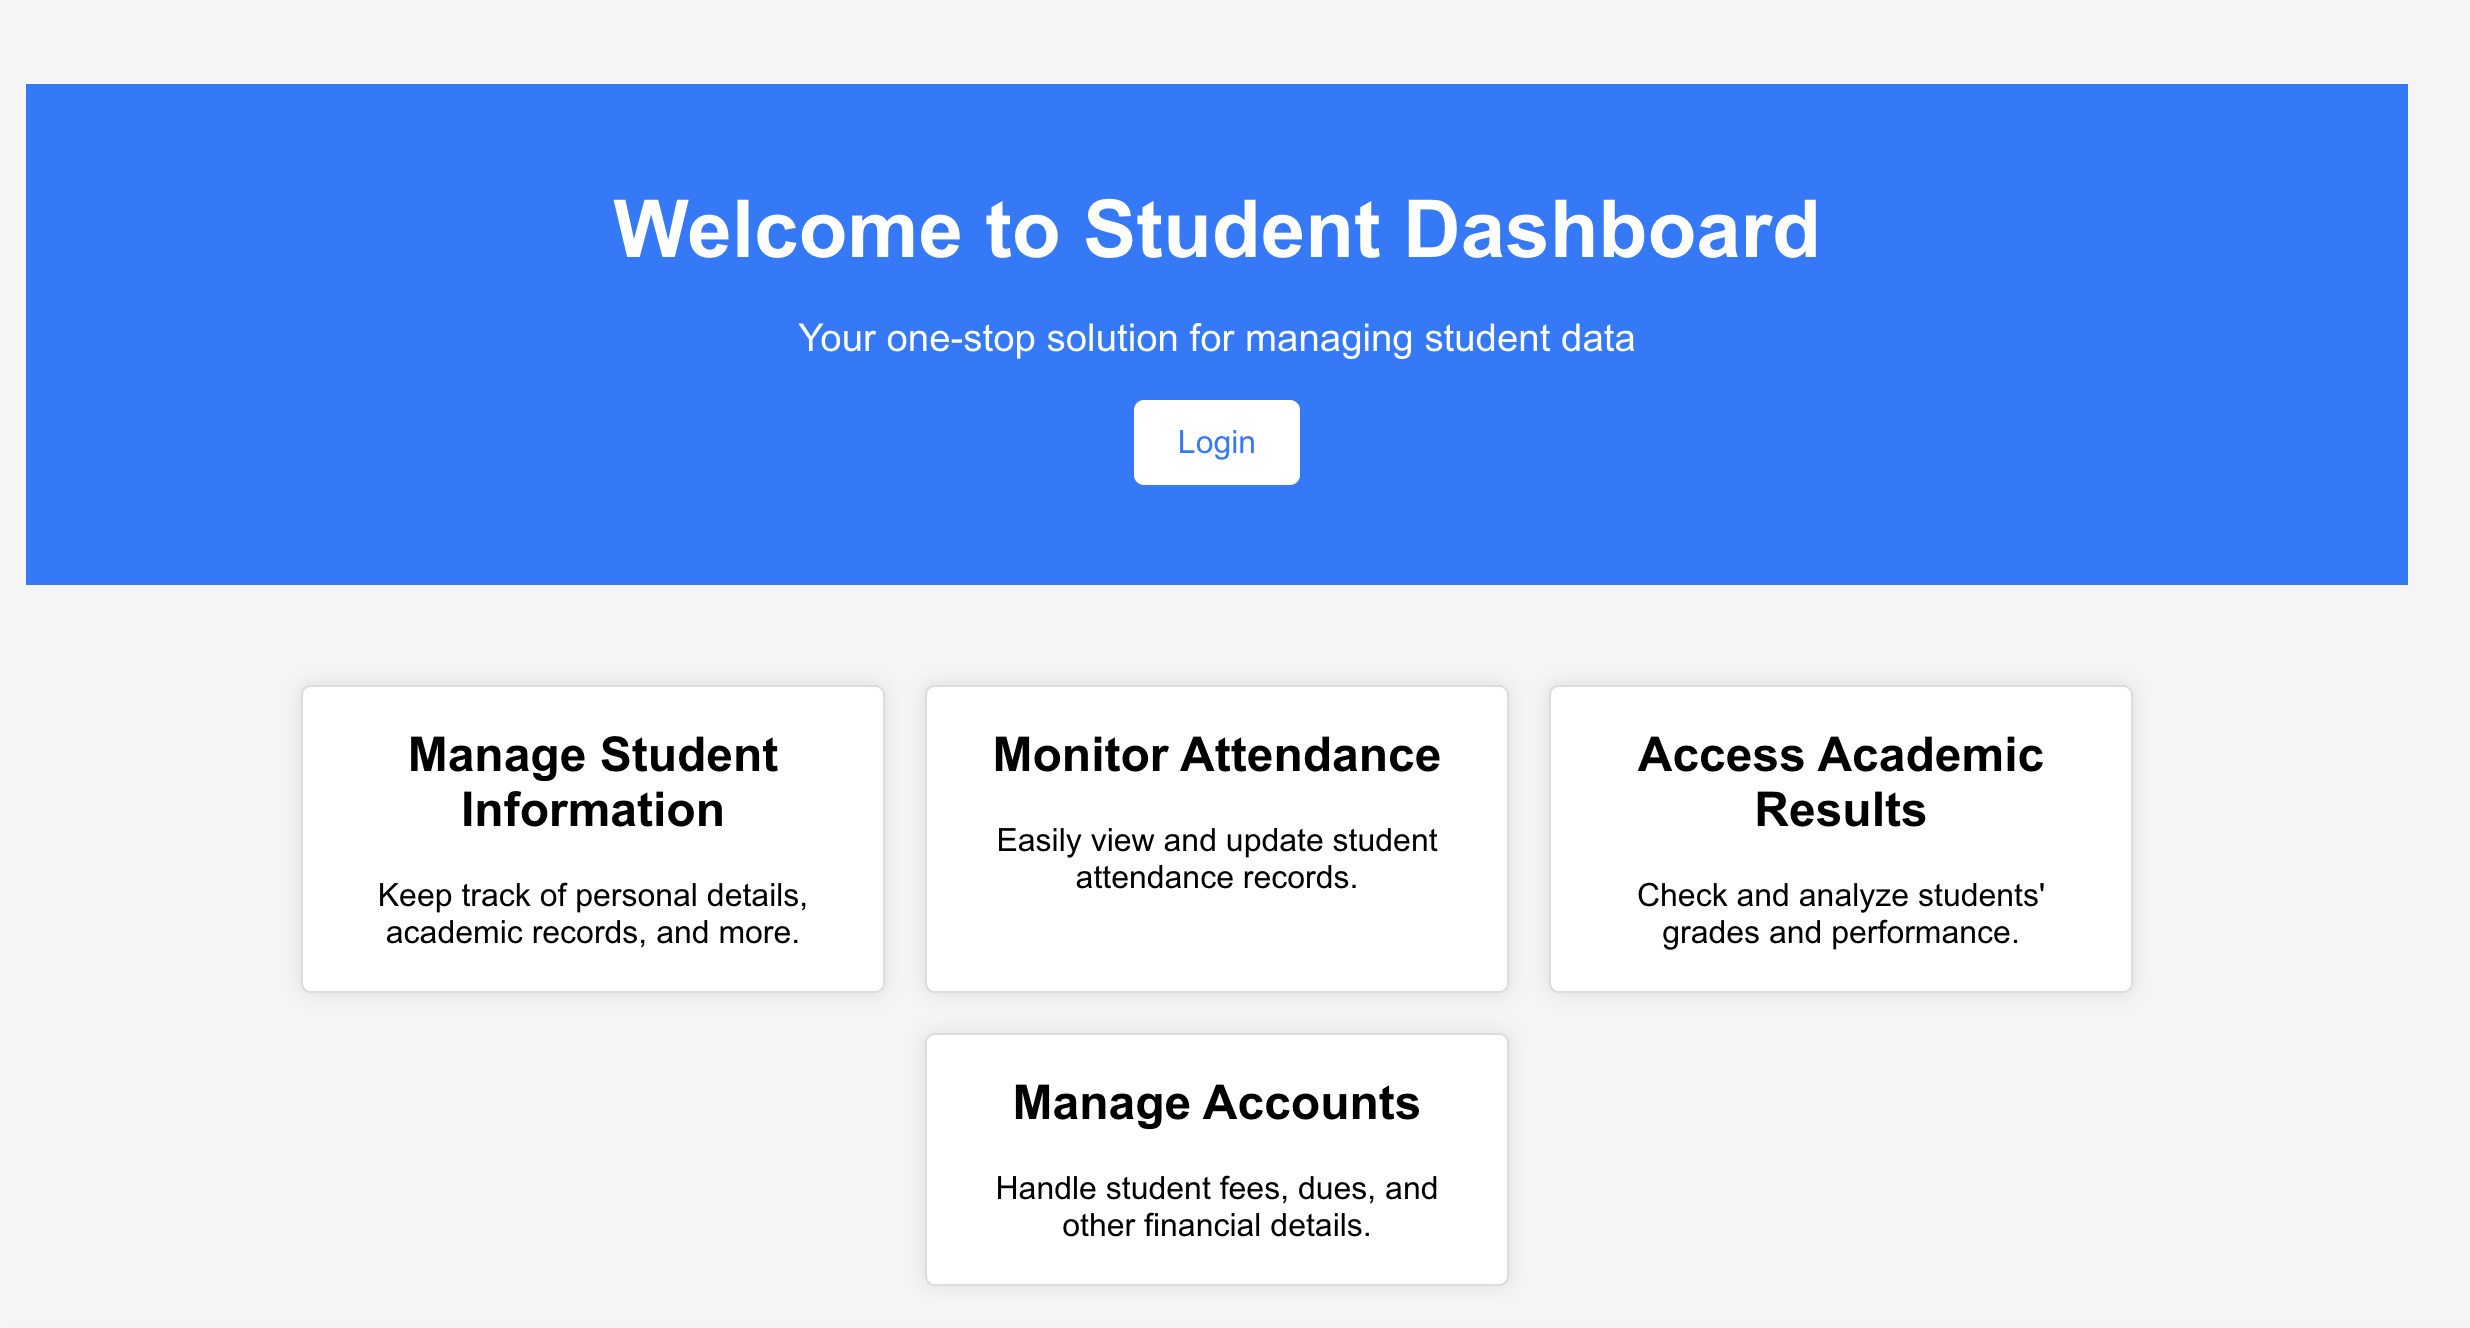 Welcome to Student Dashboard
Your one-stop solution for managing student data
Login
Manage Student
Information
Keep track of personal details,
academic records, and more.
Monitor Attendance
Easily view and update student
attendance records.
Access Academic
Results
Check and analyze students'
grades and performance.
Manage Accounts
Handle student fees, dues, and
other financial details.